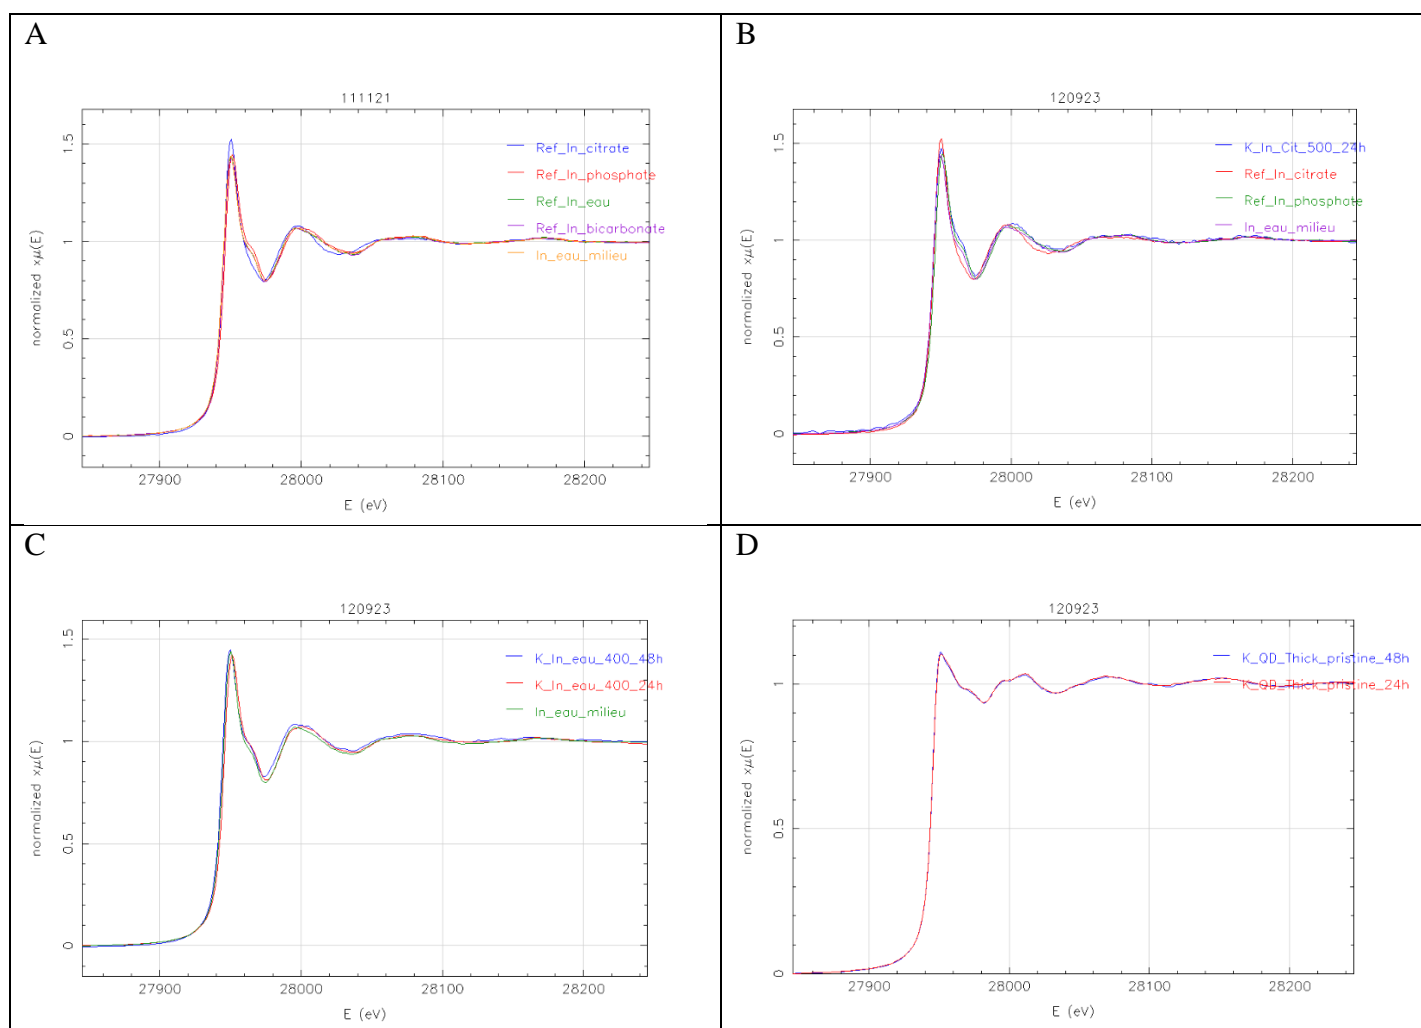 A
111121
Ref_In_citrate
Ref_In_phosphate
Ref_In_eau
Ref_In_bicarbonate
In_eau_milieu
normalized xμ(E)
0
0.5
1
1.5
27900
28000
28100
28200
E (eV)
B
120923
K_In_Cit_500_24h
Ref_In_citrate
Ref_In_phosphate
In_eau_milieu
normalized xμ(E)
0
0.5
1
1.5
27900
28000
28100
28200
E (eV)
C
120923
K_In_eau_400_48h
K_In_eau_400_24h
In_eau_milieu
normalized xμ(E)
0
0.5
1
1.5
27900
28000
28100
28200
E (eV)
D
120923
K_QD_Thick_pristine_48h
K_QD_Thick_pristine_24h
normalized xμ(E)
0
0.5
1
27900
28000
28100
28200
E (eV)